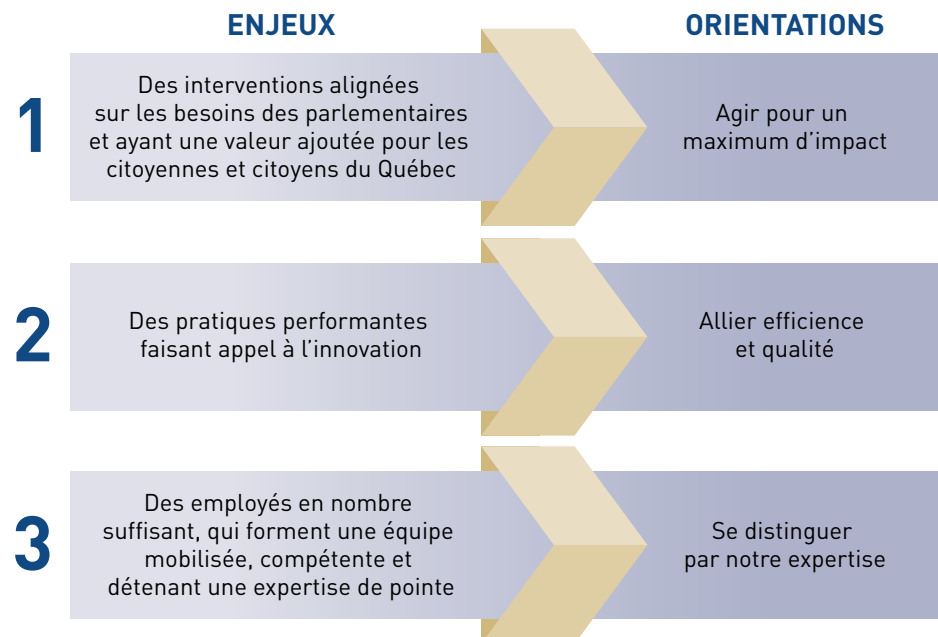 ENJEUX
ORIENTATIONS
1
Des interventions alignées
sur les besoins des parlementaires
et ayant une valeur ajoutée pour les
citoyennes et citoyens du Québec
Agir pour un
maximum d’impact
2
Des pratiques performantes
faisant appel à l’innovation
Allier efficience
et qualité
3
Des employés en nombre
suffisant, qui forment une équipe
mobilisée, compétente et
détenant une expertise de pointe
Se distinguer
par notre expertise